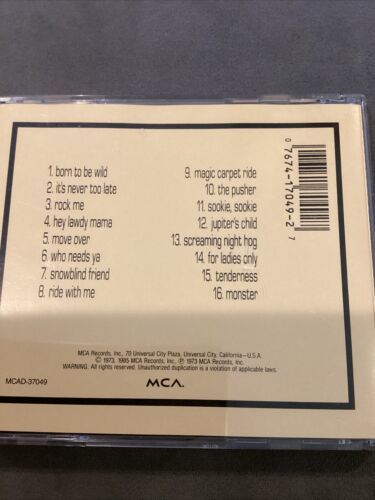 1. born to be wild
2. it's never too late
3. rock me
4. hey lawdy mama
5. move over
6. who needs ya
7. snowblind friend
8. ride with me
9. magic carpet ride
10. the pusher
11. sookie, sookie
12. jupiter's child
13. screaming night hog
14. for ladies only
15. tenderness
16. monster
0 7674-17049-2 7
MCA Records, Inc., 70 Universal City Plaza, Universal City, California—U.S.A.
© 1973, 1985 MCA Records, Inc., ℗ 1973 MCA Records, Inc.
WARNING: All rights reserved. Unauthorized duplication is a violation of applicable laws.
MCAD-37049
MCA.